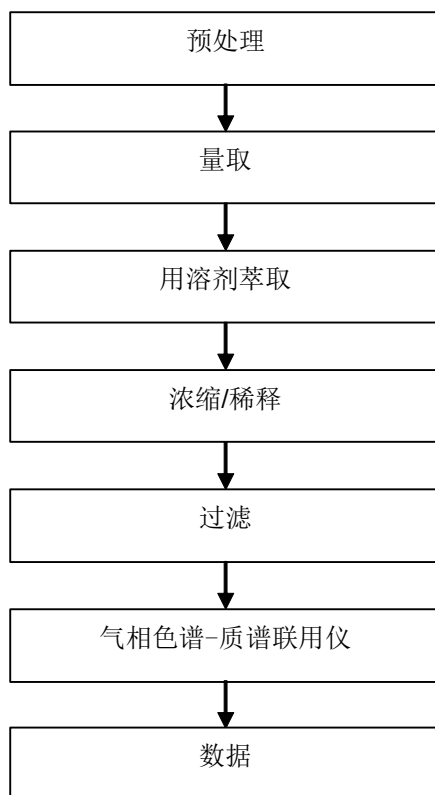 预处理
量取
用溶剂萃取
浓缩/稀释
过滤
气相色谱-质谱联用仪
数据